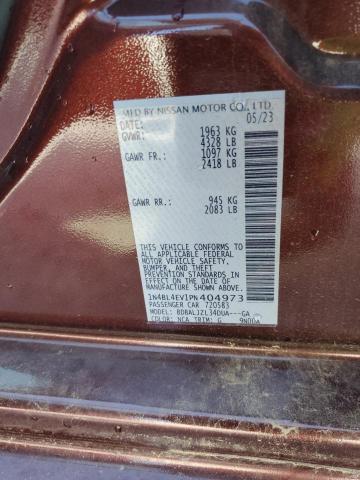 MFD BY NISSAN MOTOR CO., LTD.
DATE: 05/23
GVWR: 1963 KG
4328 LB
GAWR FR.: 1097 KG
2418 LB
GAWR RR.: 945 KG
2083 LB
THIS VEHICLE CONFORMS TO
ALL APPLICABLE FEDERAL
MOTOR VEHICLE SAFETY,
BUMPER, AND THEFT
PREVENTION STANDARDS IN
EFFECT ON THE DATE OF
MANUFACTURE SHOWN ABOVE.
1N4BL4EV1PN404973
PASSENGER CAR 720583
MODEL: BDBALJZL34DUA---GA
COLOR: NCA TRIM: G 9N00A